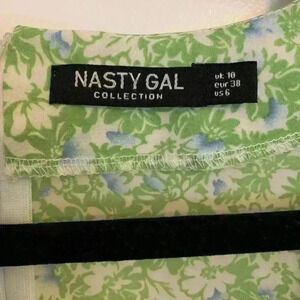 NASTY GAL
COLLECTION
uk 10
eur 38
us 6